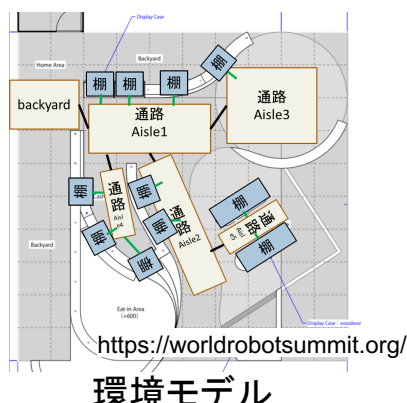 Display Case
Home Area
Backyard
棚
棚
棚
棚
backyard
通路
Aisle1
通路
Aisle3
棚
通路
棚
棚
通路
Aisle2
棚
棚
棚
通路
棚
Backyard
Eat-in Area
(+600)
Display Case : woodwor
https://worldrobotsummit.org/
環境モデル